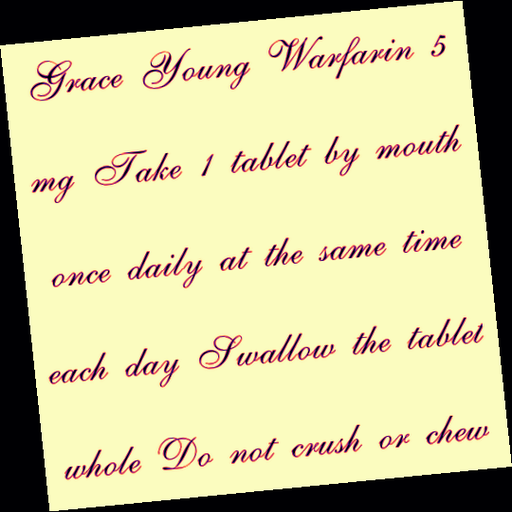 Grace Young Warfarin 5
mg Take 1 tablet by mouth
once daily at the same time
each day Swallow the tablet
whole Do not crush or chew